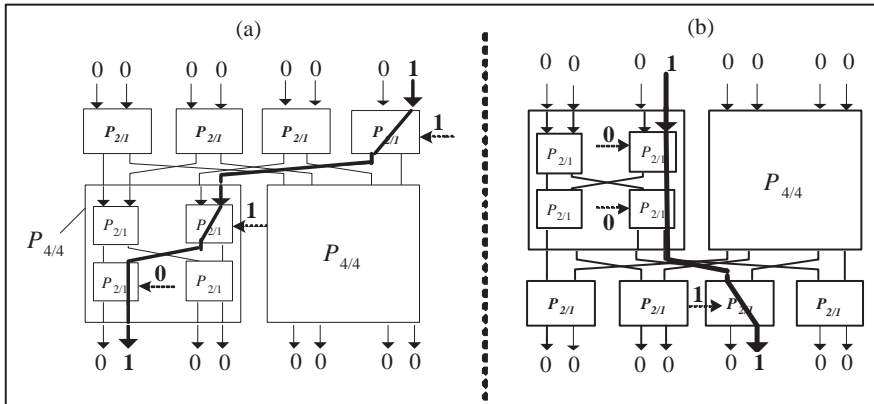 (a)
0 0 0 0 0 0 0 1
P2/1 P2/1 P2/1 P2/1 1
P2/1 P2/1 1
P4/4 P4/4
P2/1 0 P2/1
0 1 0 0 0 0 0 0
(b)
0 0 0 1 0 0 0 0
P2/1 0 P2/1
P4/4
P2/1 P2/1
0
P2/1 P2/1 1 P2/1 P2/1
0 0 0 0 0 1 0 0